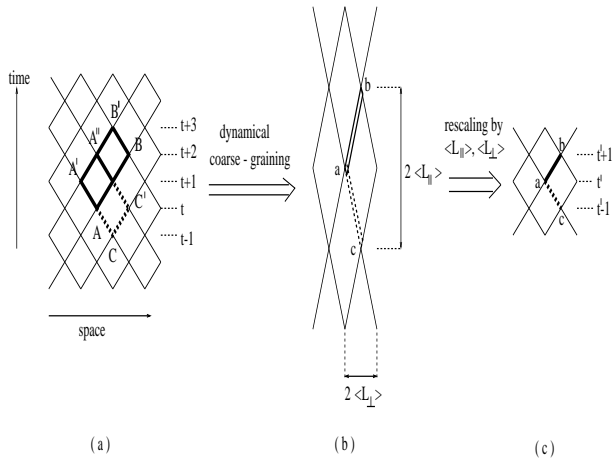 time
B'
A''
A'
B
C'
A
C
t+3
t+2
t+1
t
t-1
space
( a )
dynamical
coarse - graining
b
a
c
2 <L∥>
2 <L⊥>
( b )
rescaling by
<L∥>, <L⊥>
b
a
c
t'+1
t'
t'-1
( c )